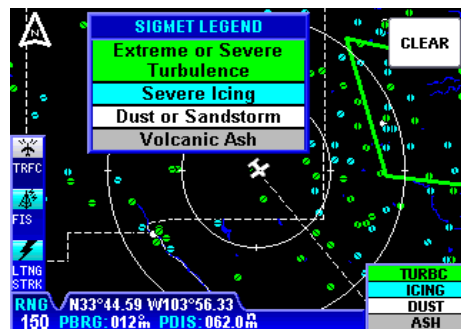 N
SIGMET LEGEND
Extreme or Severe
Turbulence
Severe Icing
Dust or Sandstorm
Volcanic Ash
CLEAR
TRFC
FIS
LTNG
STRK
TURBC
ICING
DUST
ASH
RNG N33°44.59 W103°56.33
150 PBRG:012°m PDIS:062.0nm